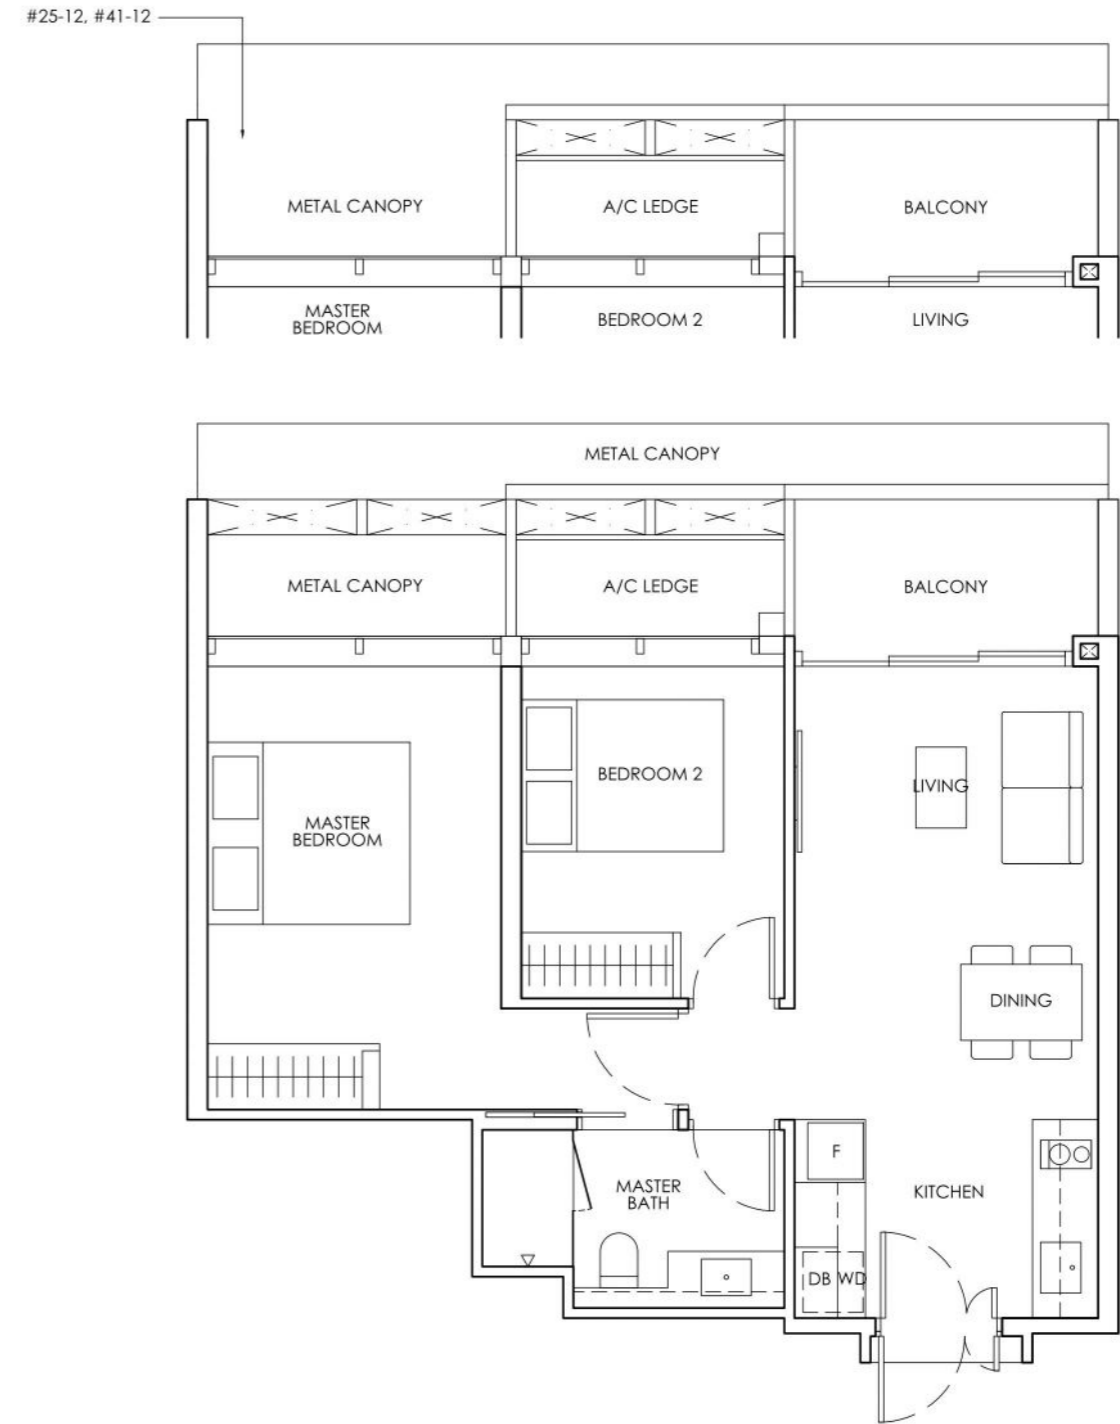 #25-12, #41-12
METAL CANOPY
A/C LEDGE
BALCONY
MASTER
BEDROOM
BEDROOM 2
LIVING
METAL CANOPY
METAL CANOPY
A/C LEDGE
BALCONY
BEDROOM 2
LIVING
MASTER
BEDROOM
DINING
F
MASTER
BATH
KITCHEN
DB WD